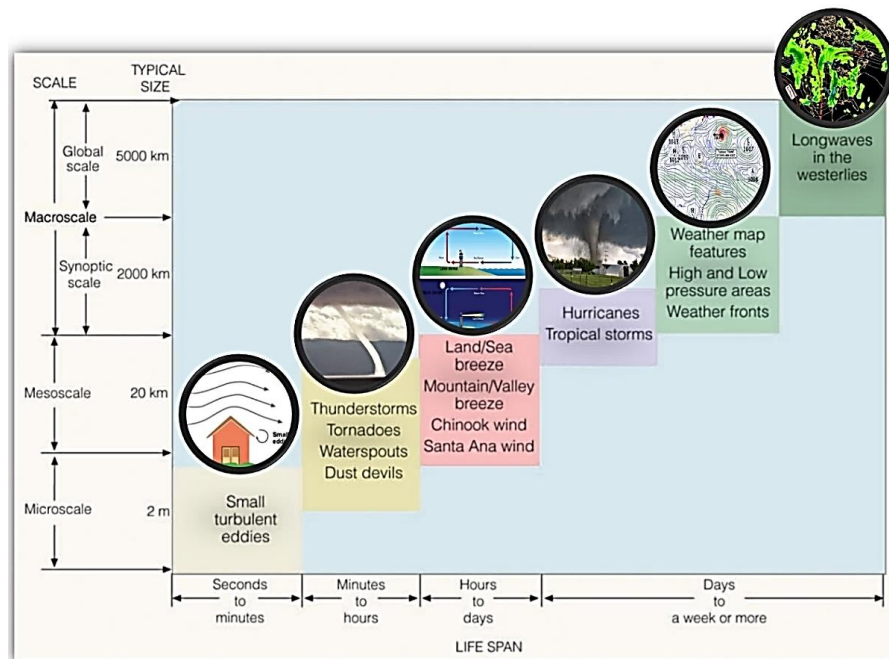 SCALE
TYPICAL
SIZE
Global
scale
5000 km
Macroscale
Synoptic
scale
2000 km
Mesoscale
20 km
Microscale
2 m
Small
turbulent
eddies
Thunderstorms
Tornadoes
Waterspouts
Dust devils
Land/Sea
breeze
Mountain/Valley
breeze
Chinook wind
Santa Ana wind
Hurricanes
Tropical storms
Weather map
features
High and Low
pressure areas
Weather fronts
Longwaves
in the
westerlies
Seconds
to
minutes
Minutes
to
hours
Hours
to
days
Days
to
a week or more
LIFE SPAN